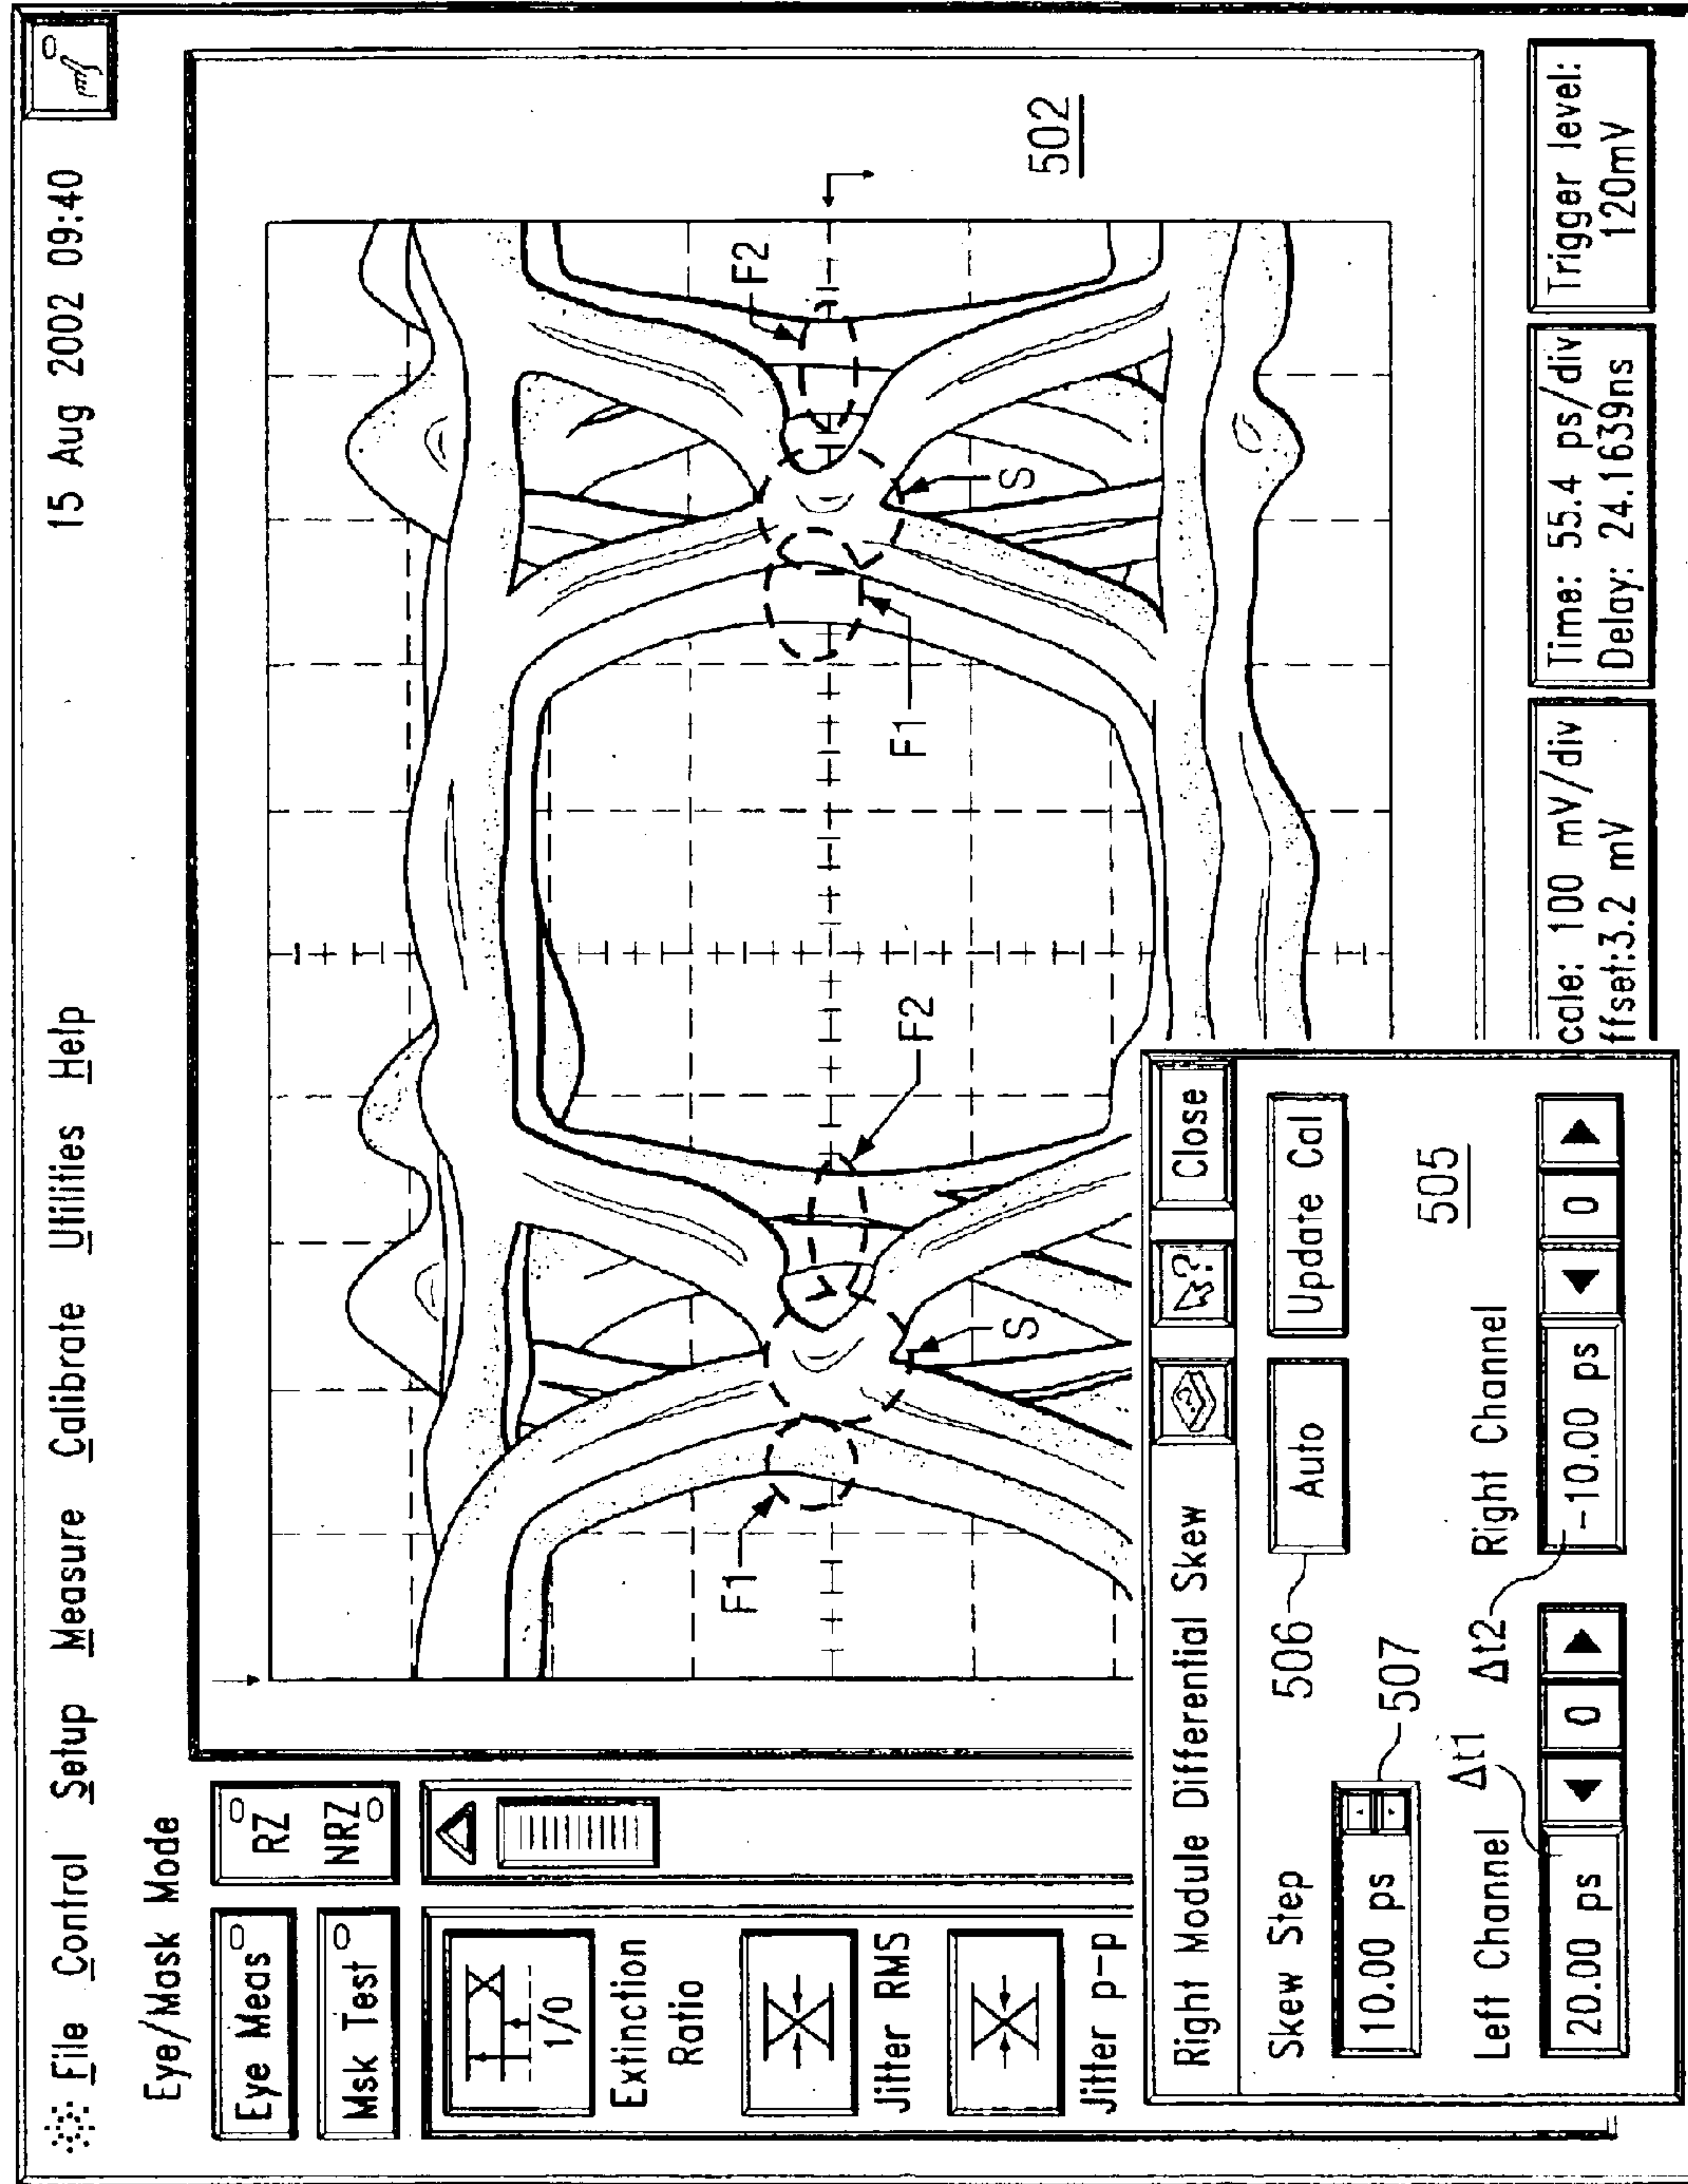 File Control Setup Measure Calibrate Utilities Help 15 Aug 2002 09:40
Eye/Mask Mode
Eye Meas
RZ
NRZ
Msk Test
1/0
Extinction
Ratio
Jitter RMS
Jitter p-p
F1
S
F2
F1
S
F2
502
Right Module Differential Skew ? Close
Skew Step
10.00 ps
507
506
Auto
Update Cal
505
Left Channel Δt1 Δt2 Right Channel
20.00 ps 0 -10.00 ps 0
cale: 100 mV/div
ffset:3.2 mV
Time: 55.4 ps/div
Delay: 24.1639ns
Trigger level:
120mV